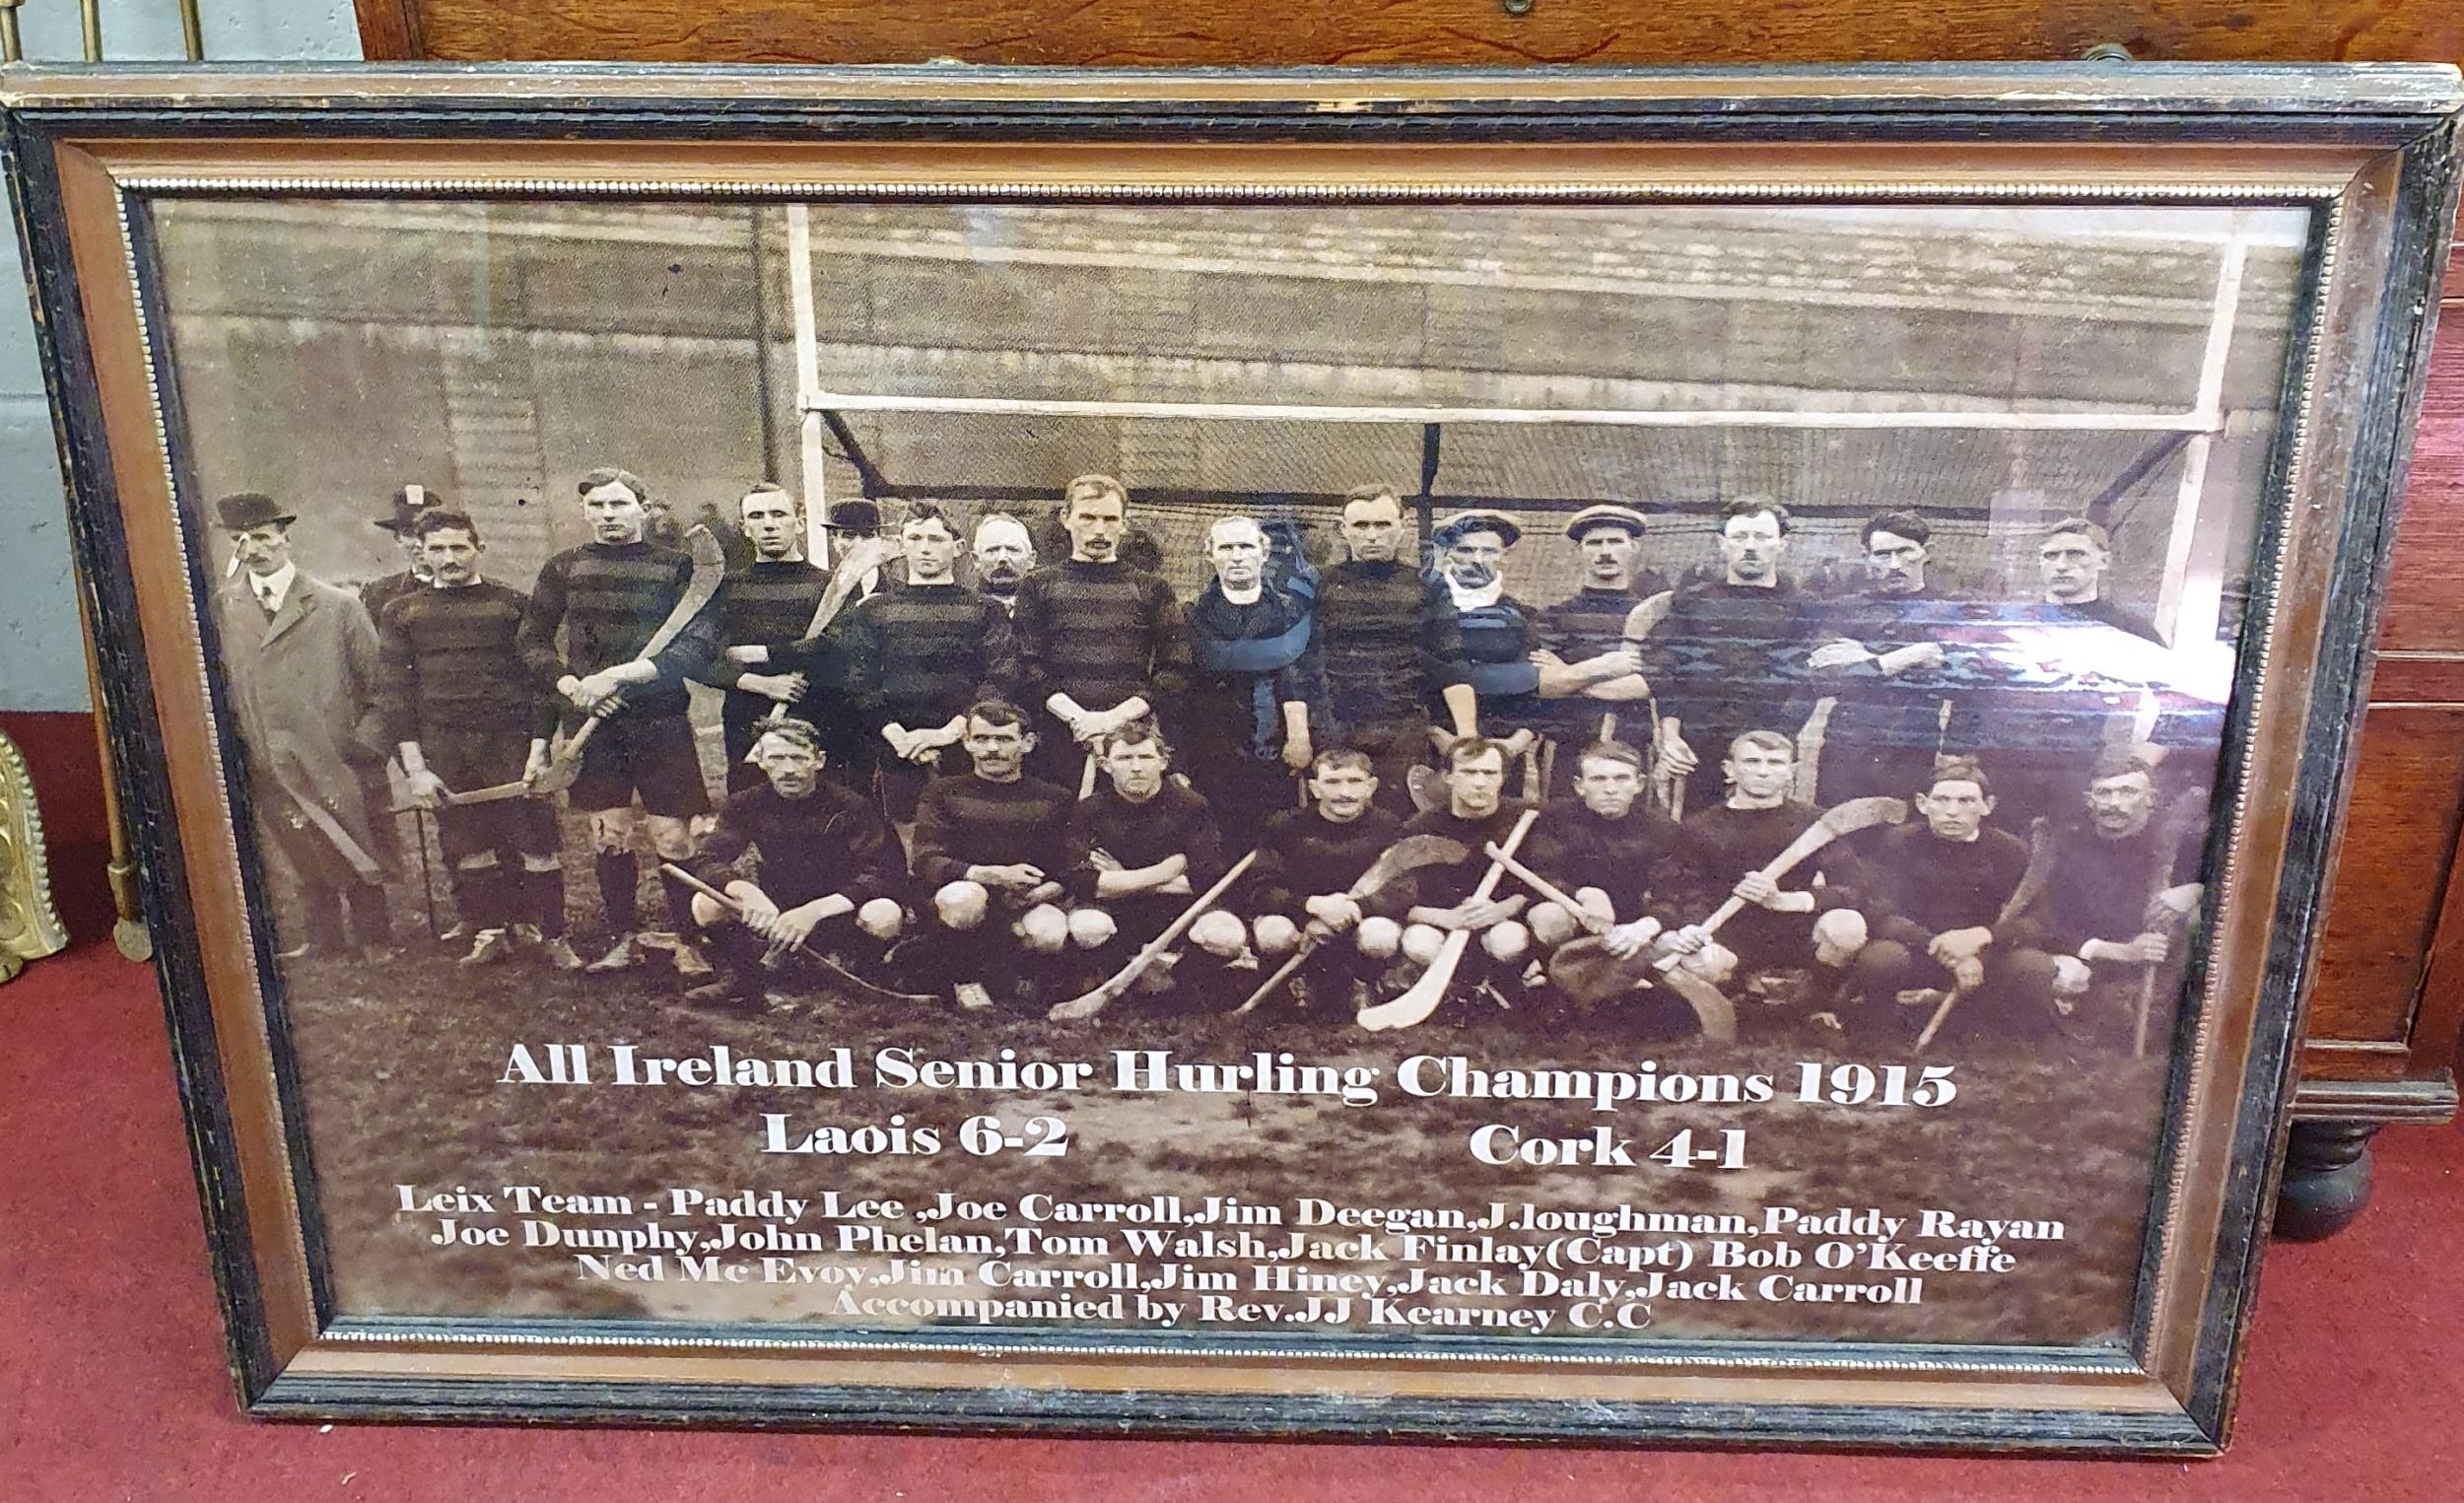 All Ireland Senior Hurling Champions 1915
Laois 6-2 Cork 4-1
Leix Team - Paddy Lee ,Joe Carroll,Jim Deegan,J.loughman,Paddy Rayan
Joe Dunphy,John Phelan,Tom Walsh,Jack Finlay(Capt) Bob O'Keeffe
Ned Mc Evoy,Jim Carroll,Jim Hiney,Jack Daly,Jack Carroll
Accompanied by Rev.JJ Kearney C.C